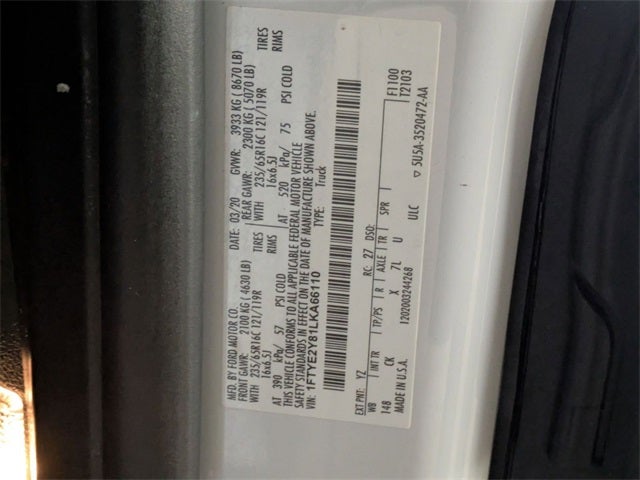 MFD. BY FORD MOTOR CO.
DATE: 03/20 GVWR: 3933 KG ( 8670 LB)
FRONT GAWR: 2100 KG ( 4630 LB) REAR GAWR: 2300 KG ( 5070 LB)
WITH 235/65R16C 121/119R TIRES WITH 235/65R16C 121/119R TIRES
16x6.5J RIMS 16x6.5J RIMS
AT 390 kPa/ 57 PSI COLD AT 520 kPa/ 75 PSI COLD
THIS VEHICLE CONFORMS TO ALL APPLICABLE FEDERAL MOTOR VEHICLE
SAFETY STANDARDS IN EFFECT ON THE DATE OF MANUFACTURE SHOWN ABOVE.
VIN: 1FTYE2Y81LKA66110 TYPE: Truck
EXT PNT: YZ RC: 27 DSO: F1100
T2103
WB INT TR TP/PS R AXLE TR SPR
148 CK X 7L U
MADE IN U.S.A. 1202003244268 ULC ▽ 5U5A-3520472-AA